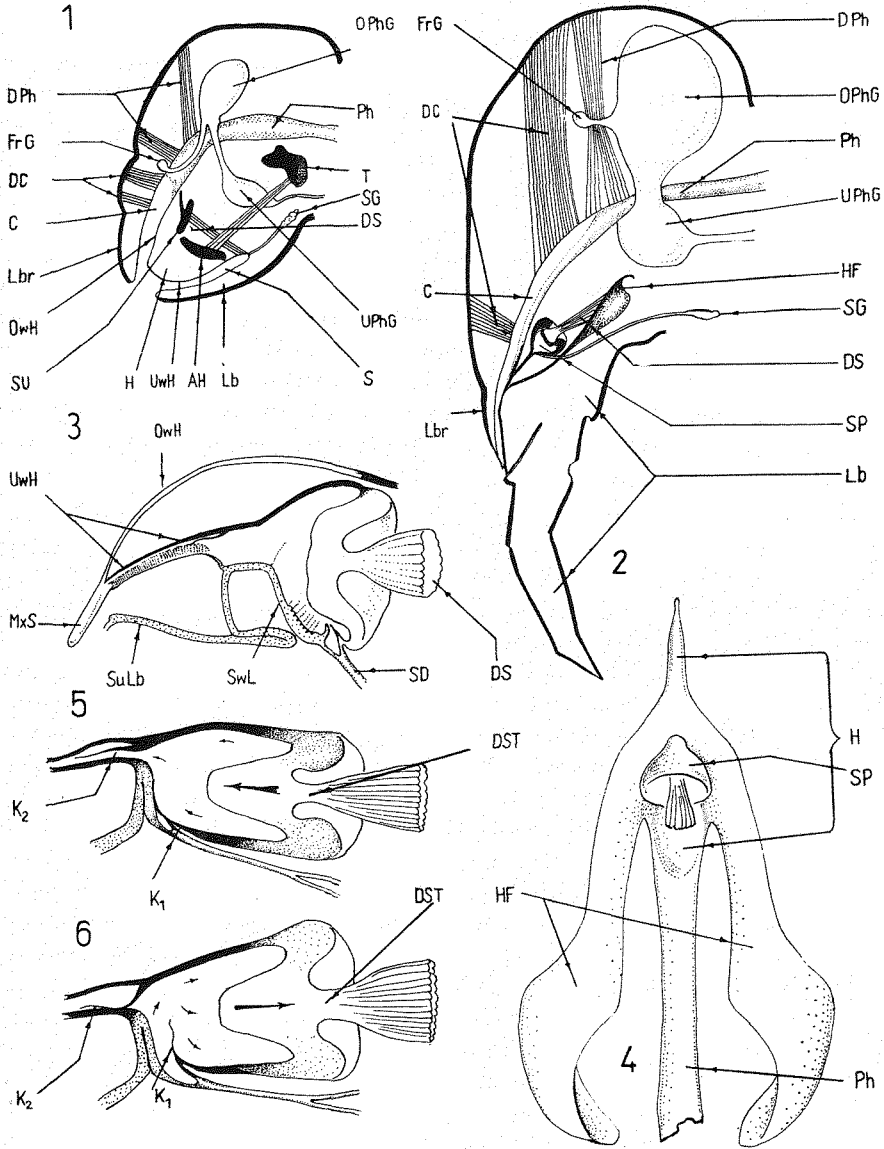 1
OPhG
DPh
Ph
FrG
DC
T
C
SG
DS
Lbr
OwH
UPhG
SU
H
UwH
AH
Lb
S
FrG
DPh
DC
OPhG
Ph
UPhG
HF
C
SG
DS
SP
Lbr
Lb
2
3
OwH
UwH
MxS
SuLb
SwL
SD
DS
5
DST
K₂
K₁
6
DST
K₂
K₁
H
SP
HF
4
Ph